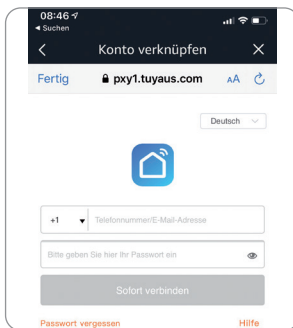 08:46
Suchen
Konto verknüpfen
Fertig
pxy1.tuyaus.com
AA
Deutsch
+1
Telefonnummer/E-Mail-Adresse
Bitte geben Sie hier Ihr Passwort ein
Sofort verbinden
Passwort vergessen
Hilfe